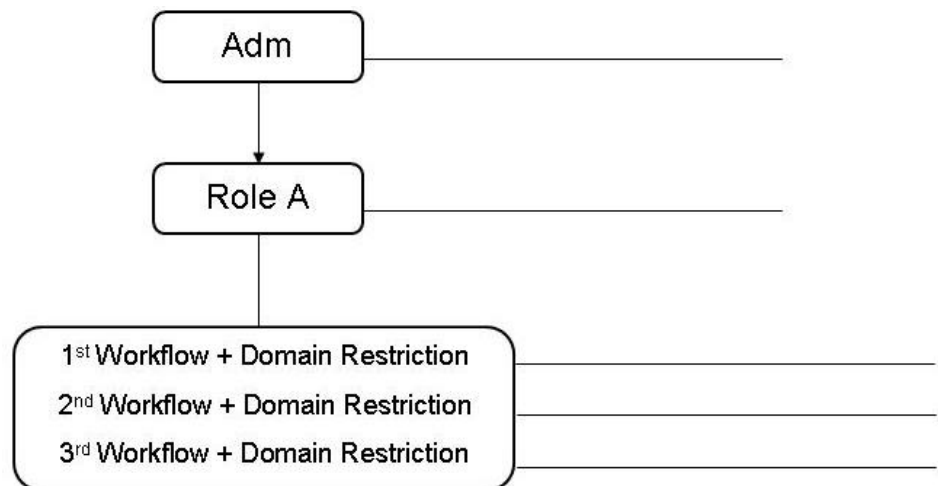 Adm
Role A
1st Workflow + Domain Restriction
2nd Workflow + Domain Restriction
3rd Workflow + Domain Restriction